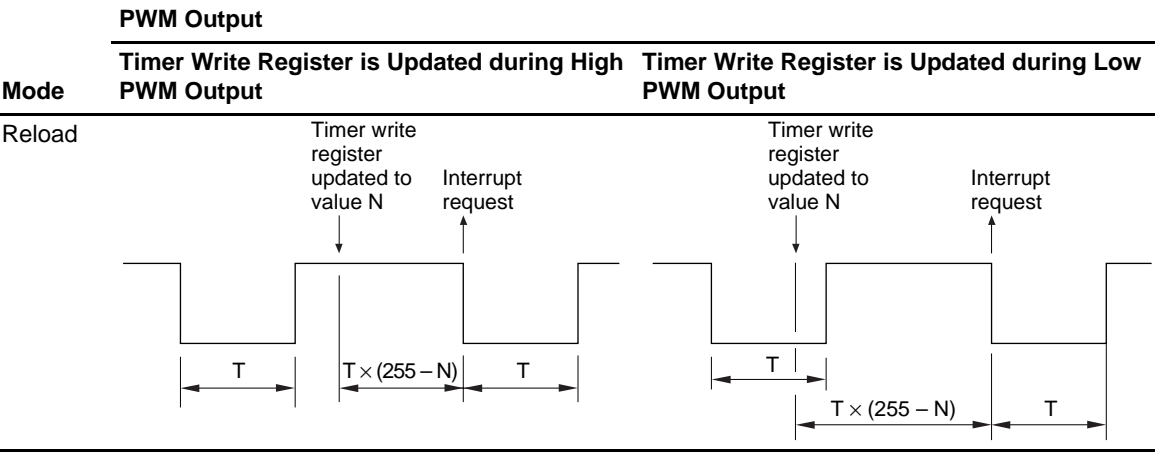 PWM Output
Timer Write Register is Updated during High
PWM Output
Timer Write Register is Updated during Low
PWM Output
Mode
Reload
Timer write
register
updated to
value N
Interrupt
request
T
T × (255 – N)
T
Timer write
register
updated to
value N
Interrupt
request
T
T × (255 – N)
T